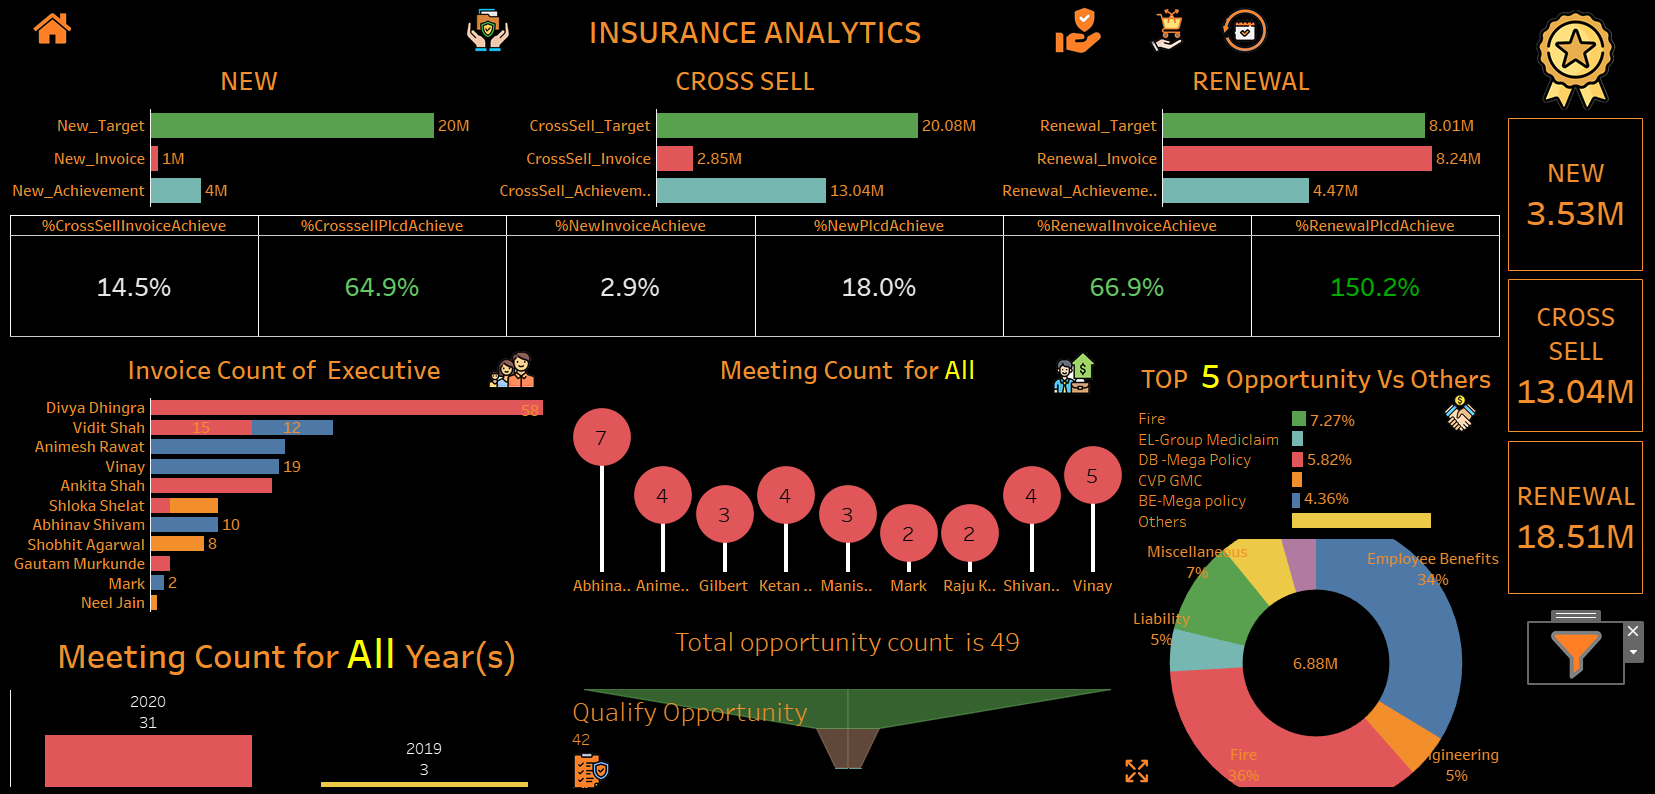 INSURANCE ANALYTICS
NEW
New_Target 20M
New_Invoice 1M
New_Achievement 4M
CROSS SELL
CrossSell_Target 20.08M
CrossSell_Invoice 2.85M
CrossSell_Achievem.. 13.04M
RENEWAL
Renewal_Target 8.01M
Renewal_Invoice 8.24M
Renewal_Achieveme.. 4.47M
%CrossSellInvoiceAchieve %CrosssellPlcdAchieve %NewInvoiceAchieve %NewPlcdAchieve %RenewalInvoiceAchieve %RenewalPlcdAchieve
14.5% 64.9% 2.9% 18.0% 66.9% 150.2%
NEW
3.53M
CROSS
SELL
13.04M
RENEWAL
18.51M
Invoice Count of Executive
Divya Dhingra 58
Vidit Shah 15 12
Animesh Rawat
Vinay 19
Ankita Shah
Shloka Shelat
Abhinav Shivam 10
Shobhit Agarwal 8
Gautam Murkunde
Mark 2
Neel Jain
Meeting Count for All
7 4 3 4 3 2 2 4 5
Abhina.. Anime.. Gilbert Ketan .. Manis.. Mark Raju K.. Shivan.. Vinay
TOP 5 Opportunity Vs Others
Fire 7.27%
EL-Group Mediclaim
DB -Mega Policy 5.82%
CVP GMC
BE-Mega policy 4.36%
Others
Meeting Count for All Year(s)
2020
31
2019
3
Total opportunity count is 49
Qualify Opportunity
42
Miscellaneous
7%
Employee Benefits
34%
Liability
5%
6.88M
Fire
36%
gineering
5%